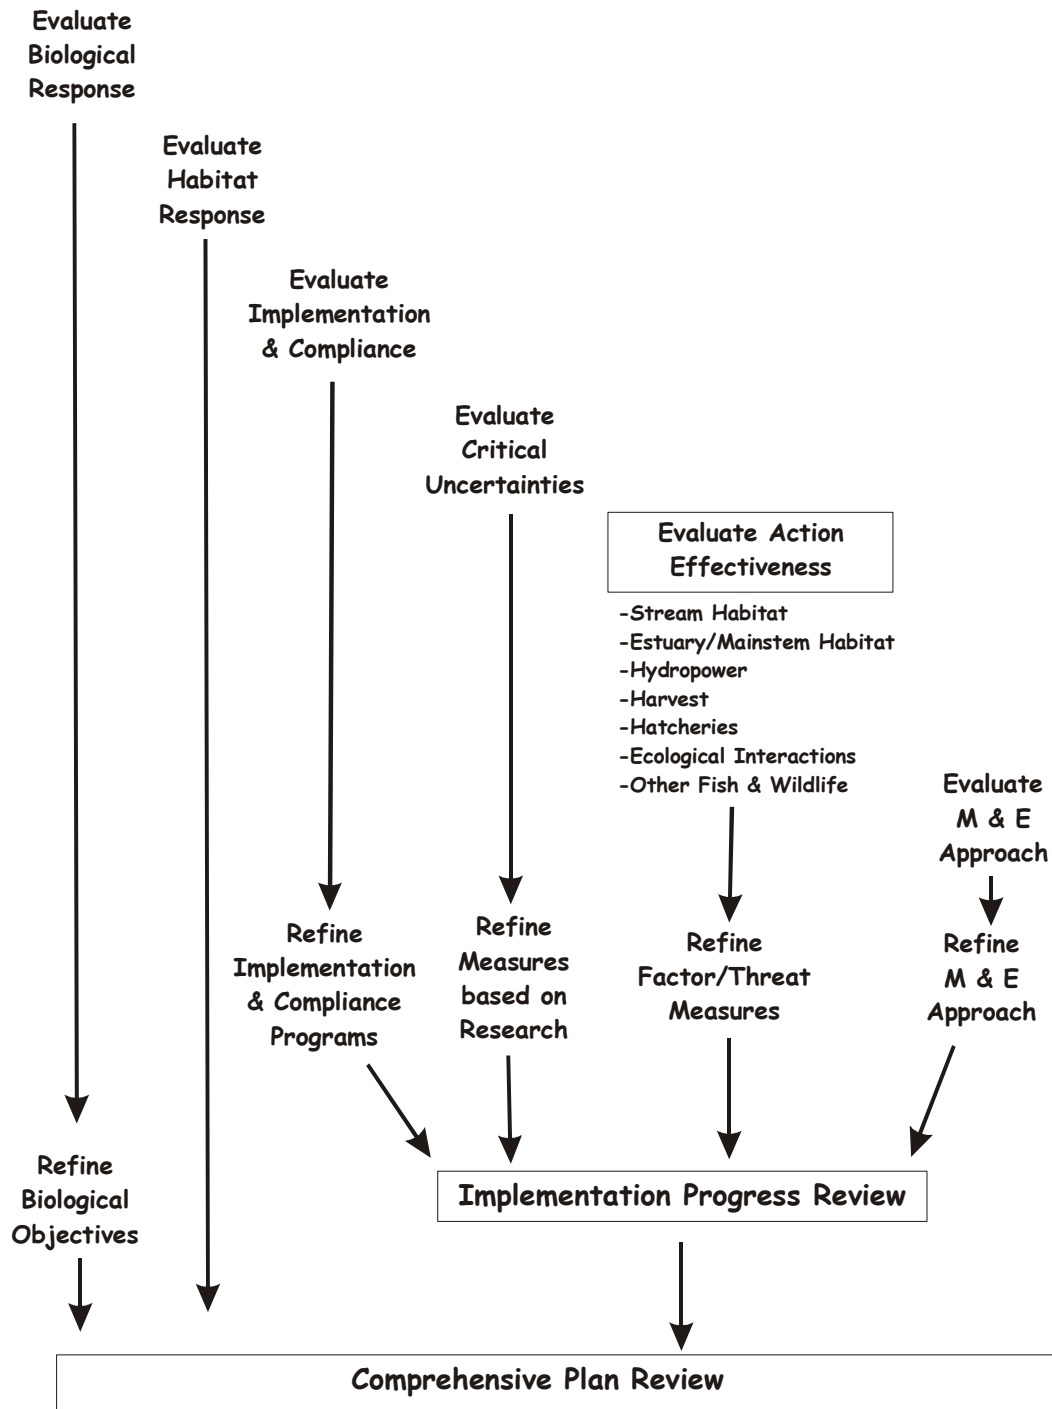 Evaluate
Biological
Response
Evaluate
Habitat
Response
Evaluate
Implementation
& Compliance
Evaluate
Critical
Uncertainties
Evaluate Action
Effectiveness
-Stream Habitat
-Estuary/Mainstem Habitat
-Hydropower
-Harvest
-Hatcheries
-Ecological Interactions
-Other Fish & Wildlife
Evaluate
M & E
Approach
Refine
Implementation
& Compliance
Programs
Refine
Measures
based on
Research
Refine
Factor/Threat
Measures
Refine
M & E
Approach
Refine
Biological
Objectives
Implementation Progress Review
Comprehensive Plan Review